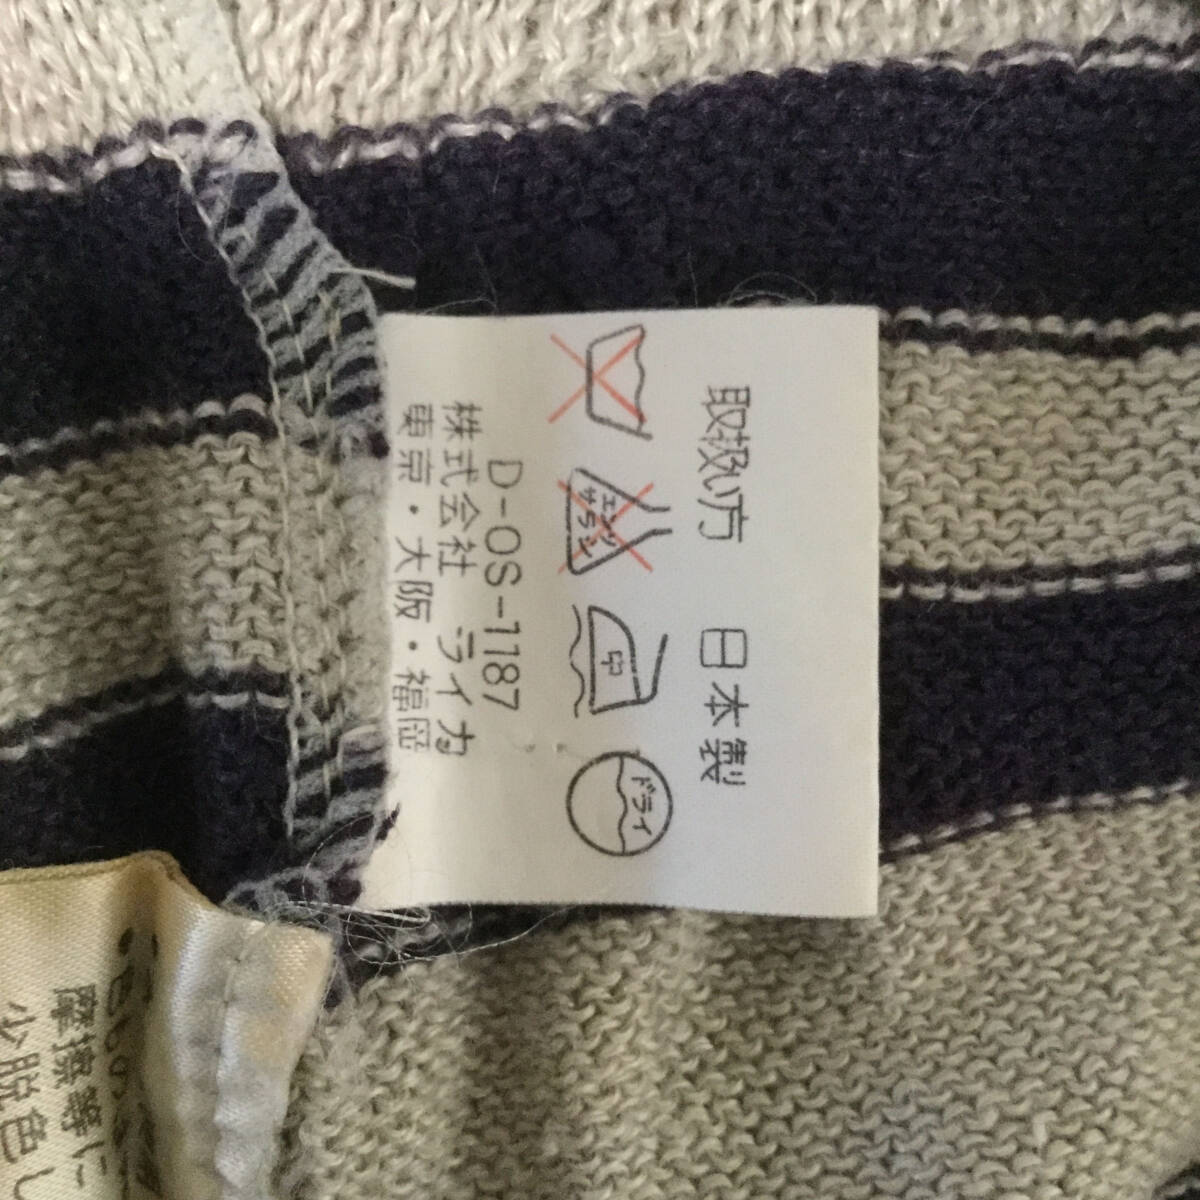 取扱い方 日本製
エンソ
サラシ
中
ドライ
D-OS-1187
株式会社 ライカ
東京・大阪・福岡
摩擦等に
少脱色し